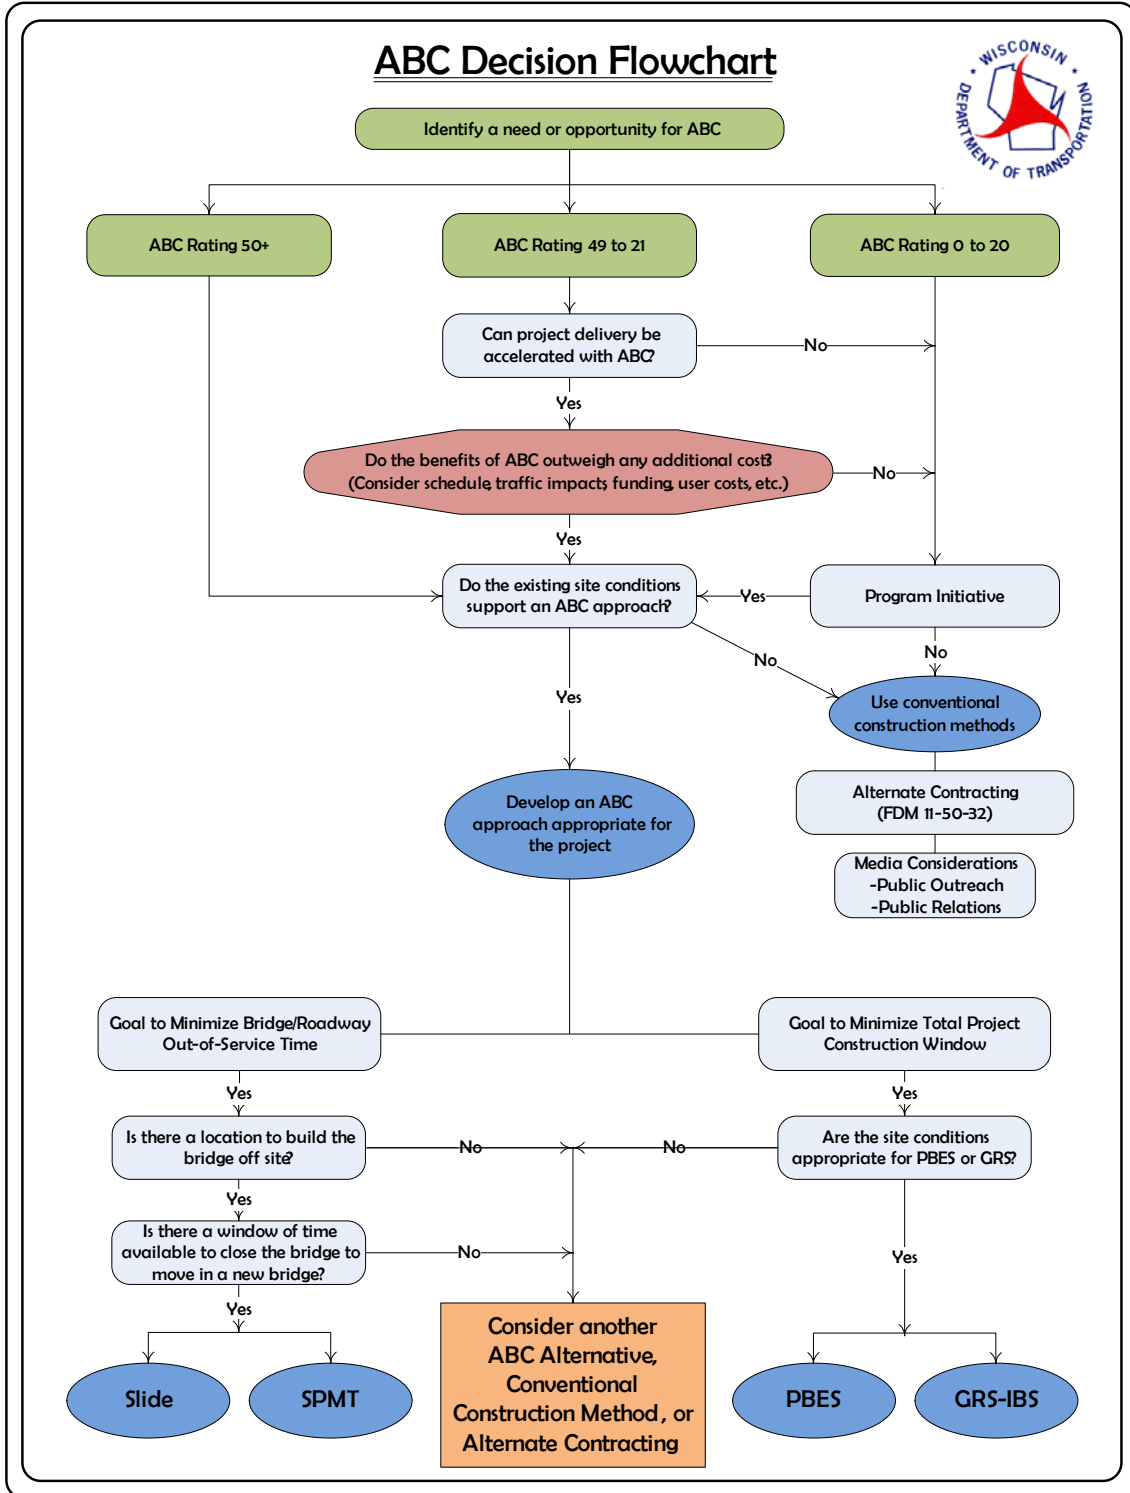 ABC Decision Flowchart
WISCONSIN
DEPARTMENT OF TRANSPORTATION
Identify a need or opportunity for ABC
ABC Rating 50+
ABC Rating 49 to 21
ABC Rating 0 to 20
Can project delivery be
accelerated with ABC?
No
Yes
Do the benefits of ABC outweigh any additional cost?
(Consider schedule, traffic impacts, funding, user costs, etc.)
No
Yes
Do the existing site conditions
support an ABC approach?
Yes
Program Initiative
No
No
Yes
Use conventional
construction methods
Alternate Contracting
(FDM 11-50-32)
Media Considerations
-Public Outreach
-Public Relations
Develop an ABC
approach appropriate for
the project
Goal to Minimize Bridge/Roadway
Out-of-Service Time
Goal to Minimize Total Project
Construction Window
Yes
Yes
Is there a location to build the
bridge off site?
No
No
Are the site conditions
appropriate for PBES or GRS?
Yes
Is there a window of time
available to close the bridge to
move in a new bridge?
No
Yes
Yes
Slide
SPMT
Consider another
ABC Alternative,
Conventional
Construction Method, or
Alternate Contracting
PBES
GRS-IBS